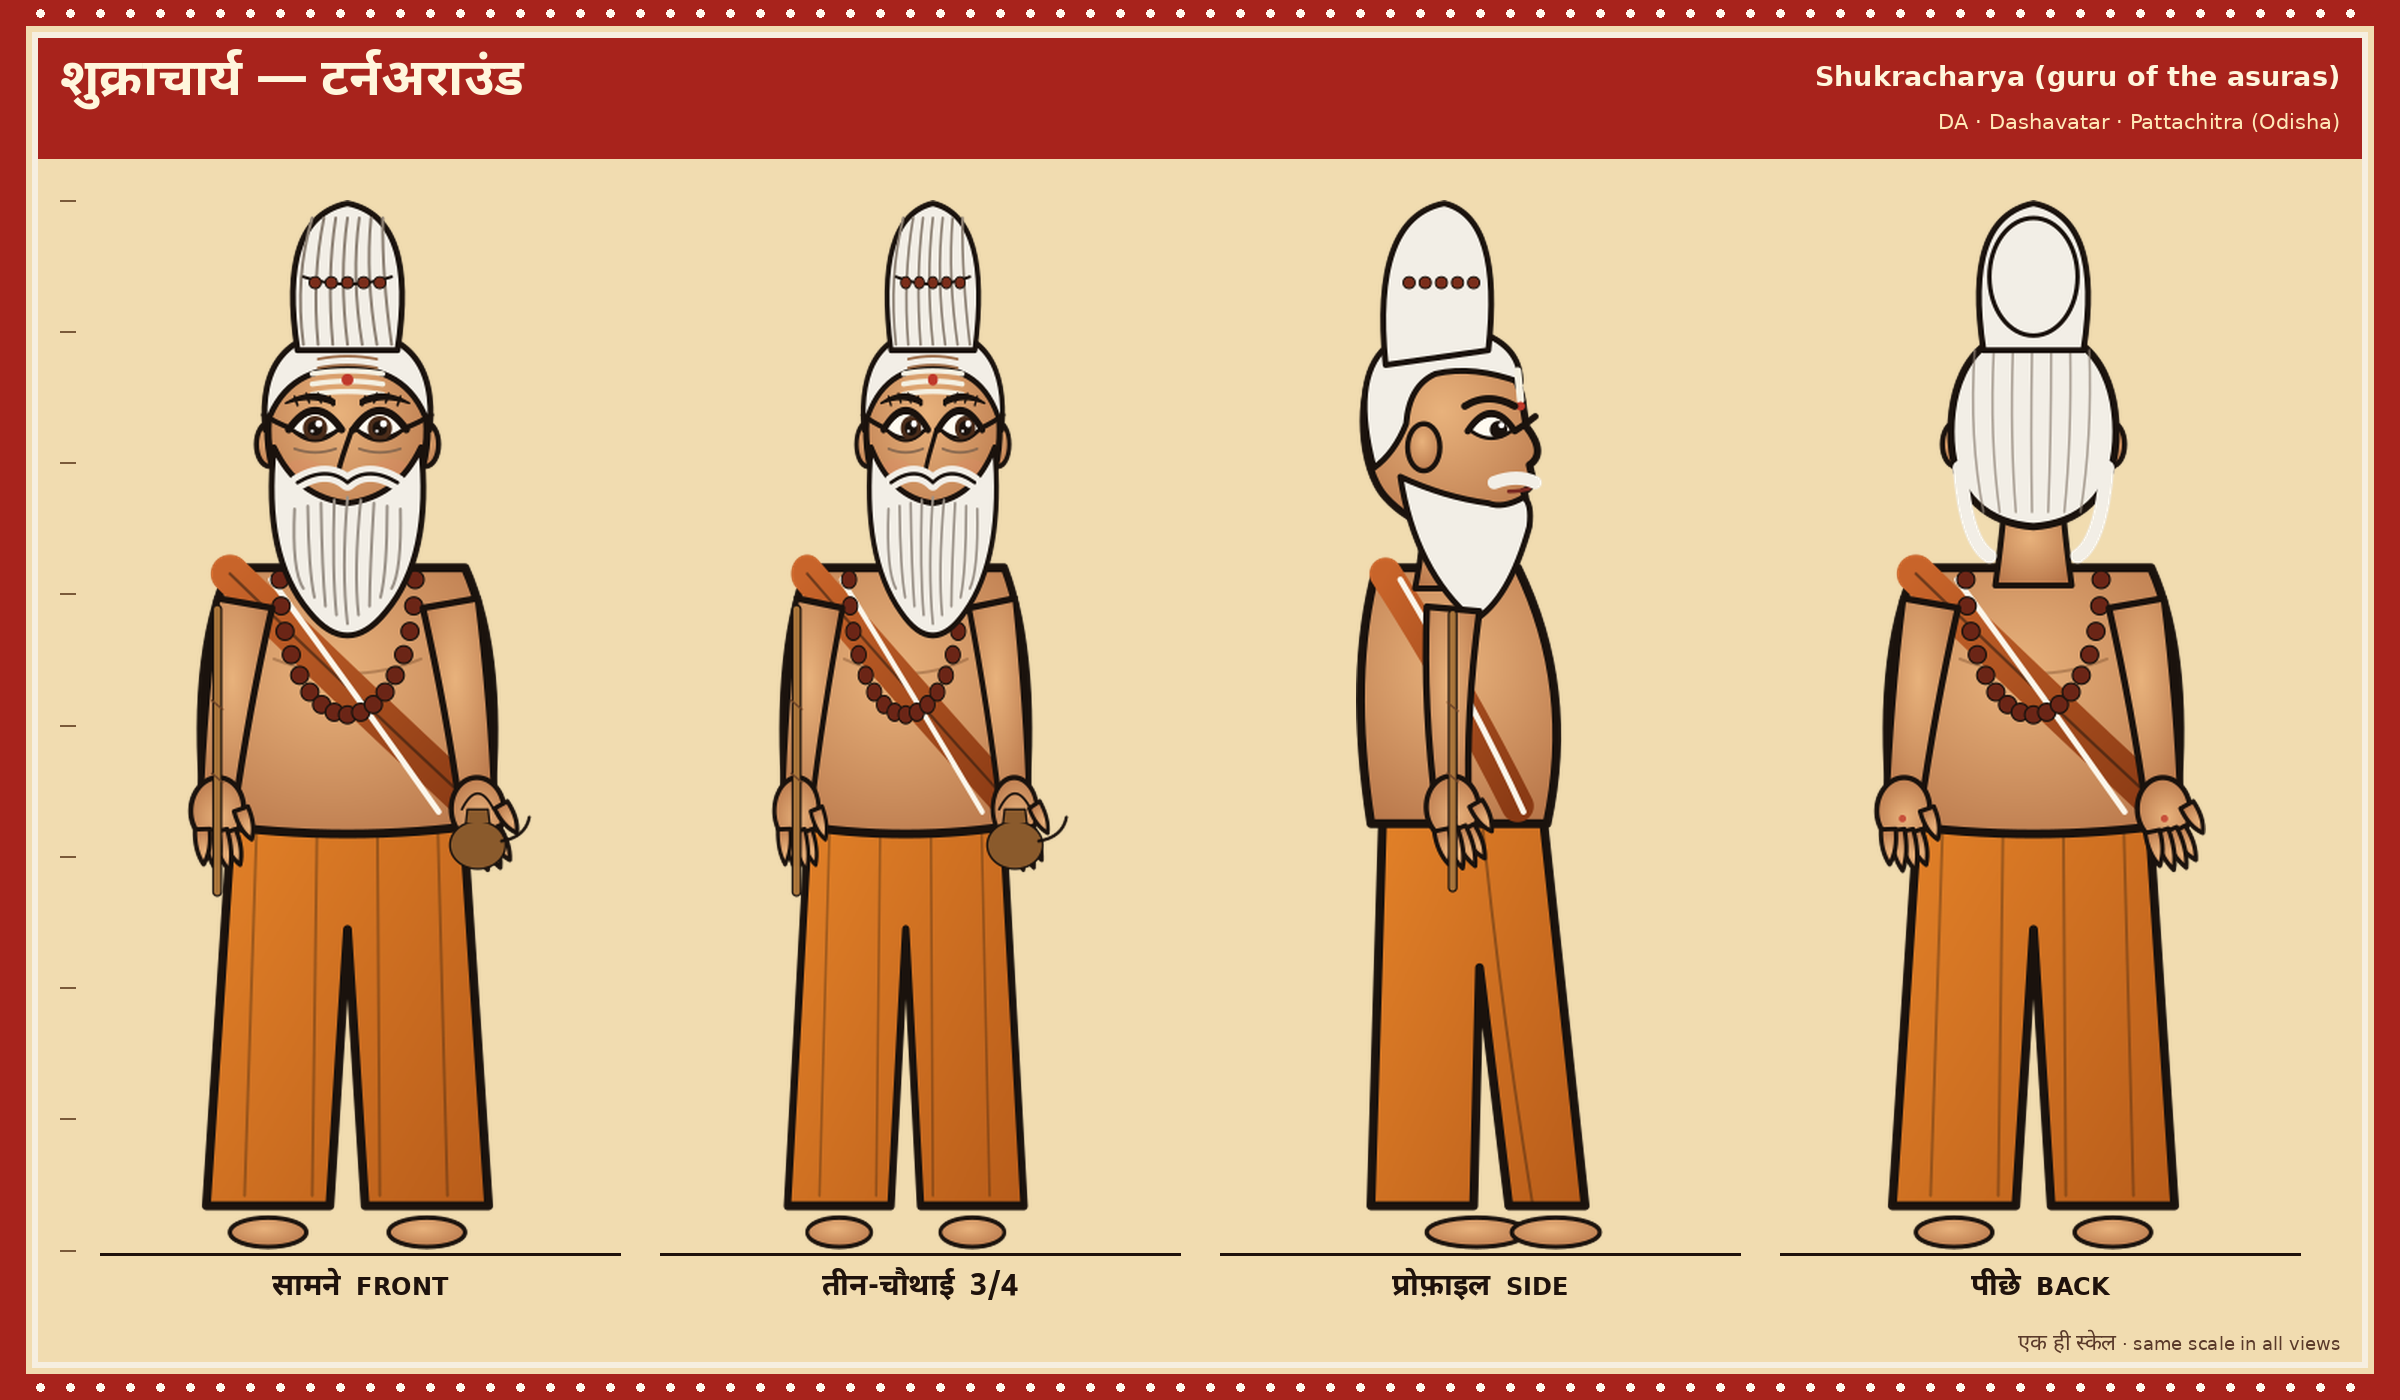 शुक्राचार्य — टर्नअराउंड
Shukracharya (guru of the asuras)
DA · Dashavatar · Pattachitra (Odisha)
सामने FRONT
तीन-चौथाई 3/4
प्रोफ़ाइल SIDE
पीछे BACK
एक ही स्केल · same scale in all views